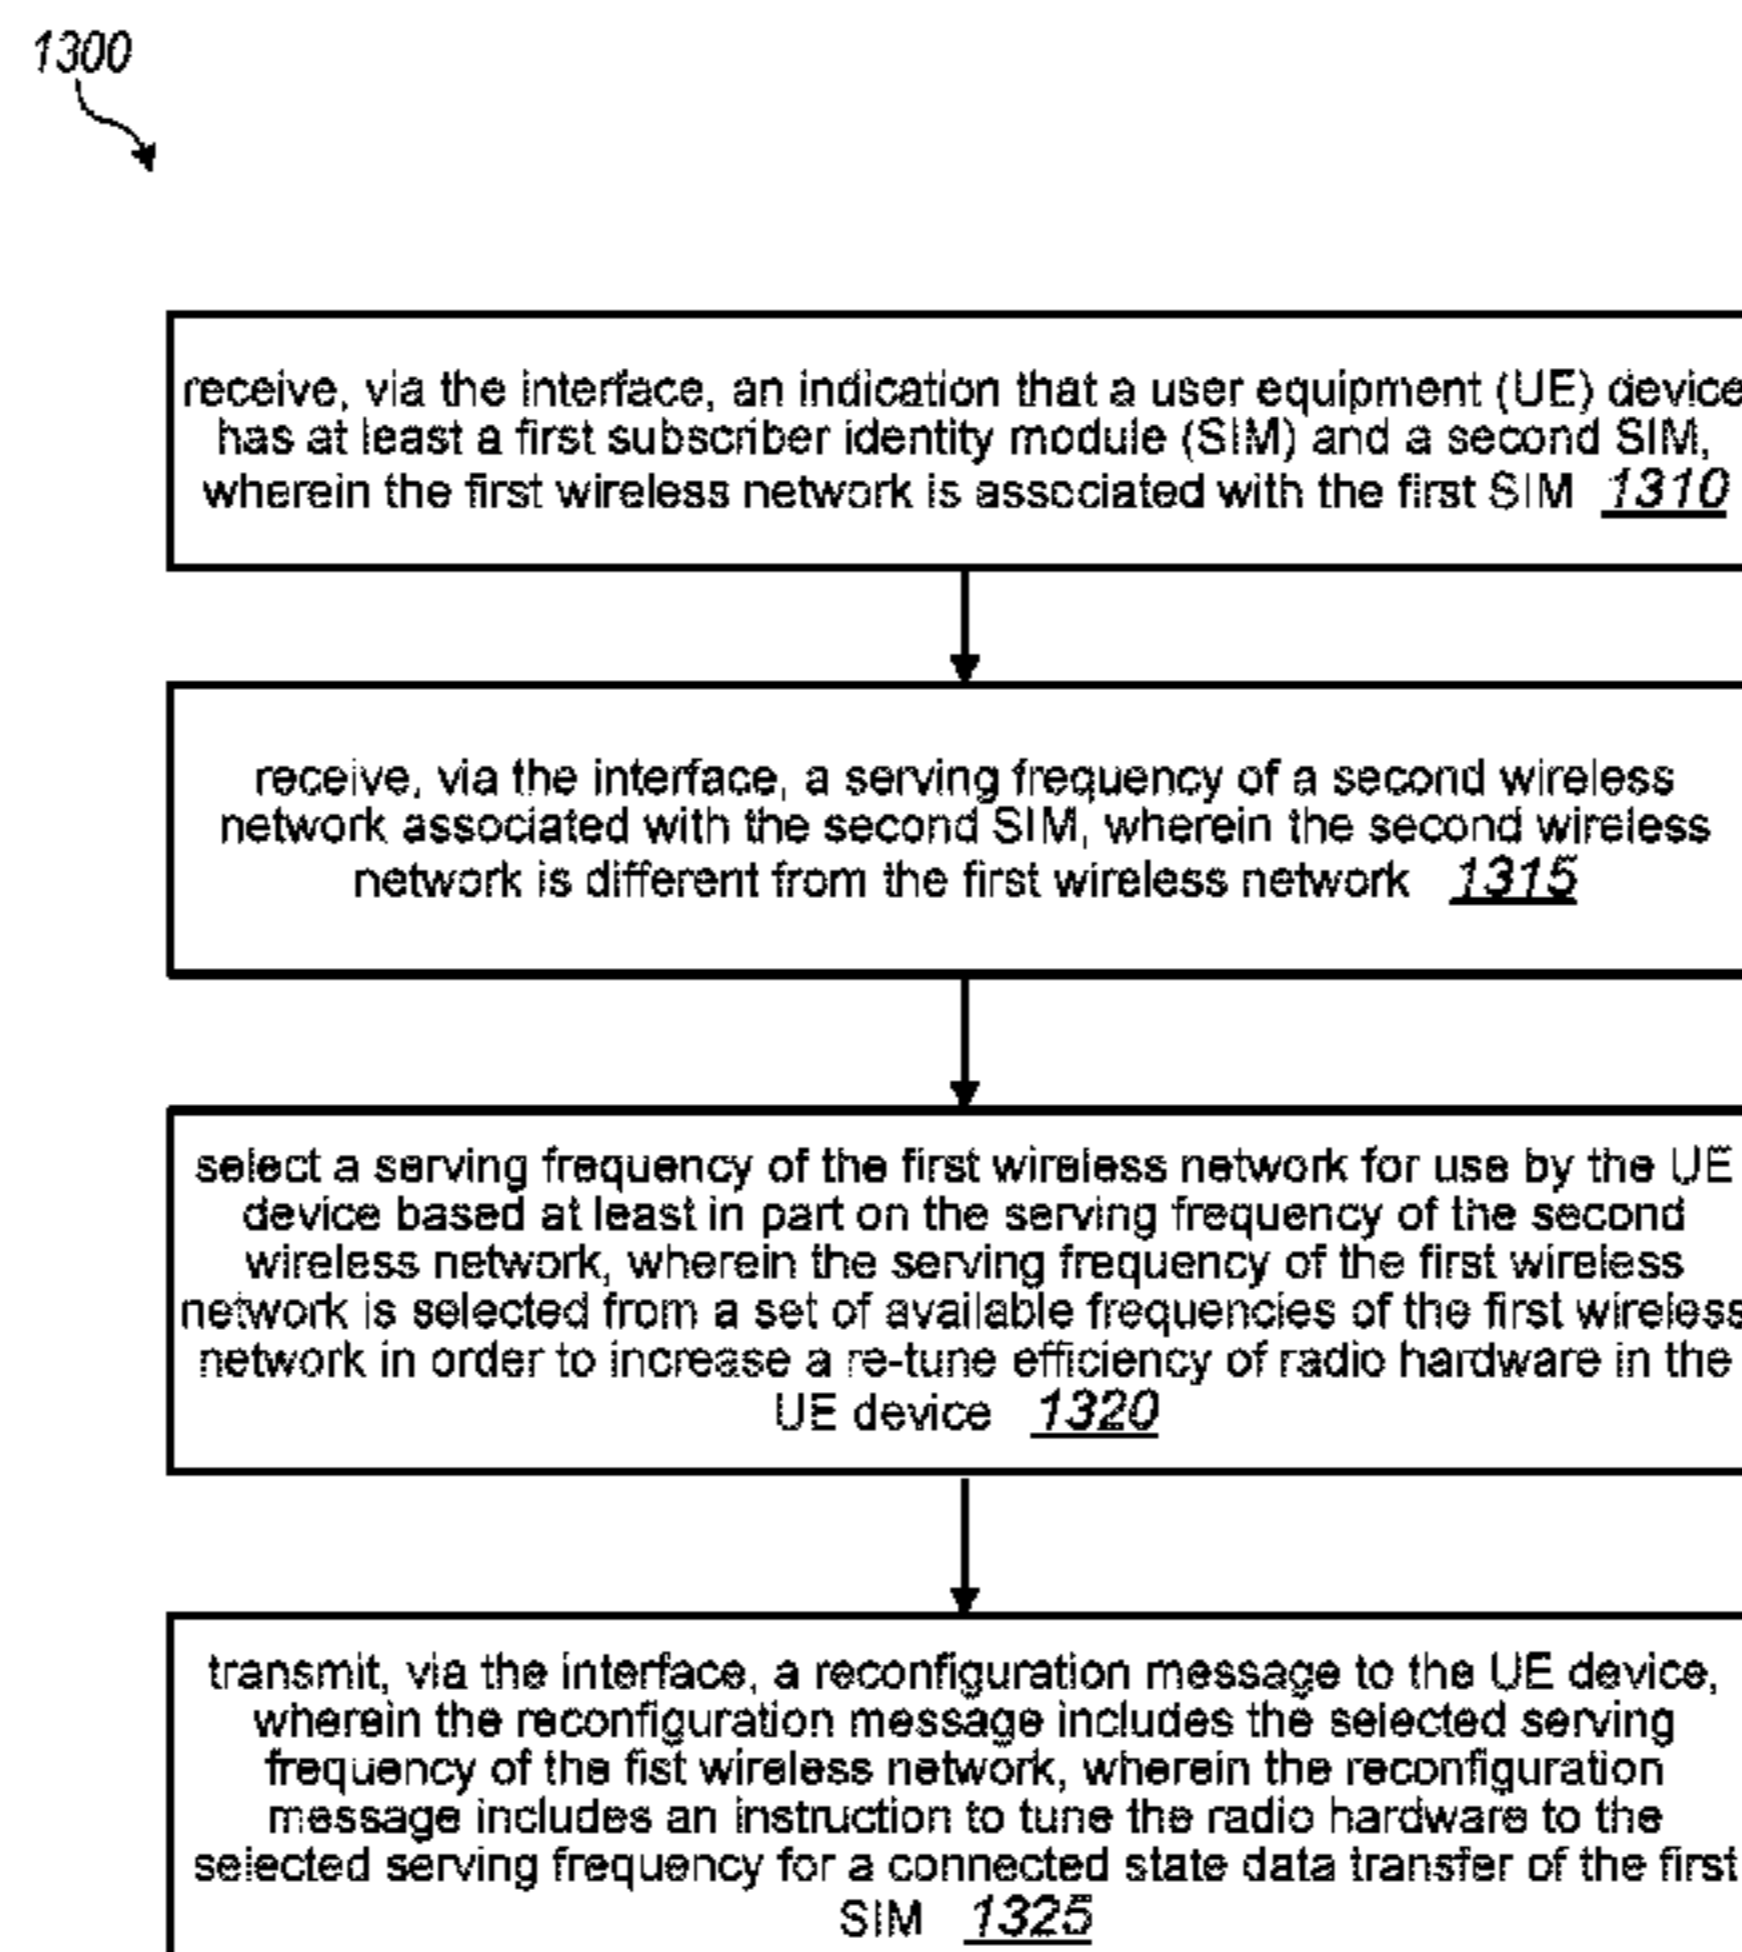 1300
receive, via the interface, an indication that a user equipment (UE) device
has at least a first subscriber identity module (SIM) and a second SIM,
wherein the first wireless network is associated with the first SIM 1310
receive, via the interface, a serving frequency of a second wireless
network associated with the second SIM, wherein the second wireless
network is different from the first wireless network 1315
select a serving frequency of the first wireless network for use by the UE
device based at least in part on the serving frequency of the second
wireless network, wherein the serving frequency of the first wireless
network is selected from a set of available frequencies of the first wireless
network in order to increase a re-tune efficiency of radio hardware in the
UE device 1320
transmit, via the interface, a reconfiguration message to the UE device,
wherein the reconfiguration message includes the selected serving
frequency of the fist wireless network, wherein the reconfiguration
message includes an instruction to tune the radio hardware to the
selected serving frequency for a connected state data transfer of the first
SIM 1325